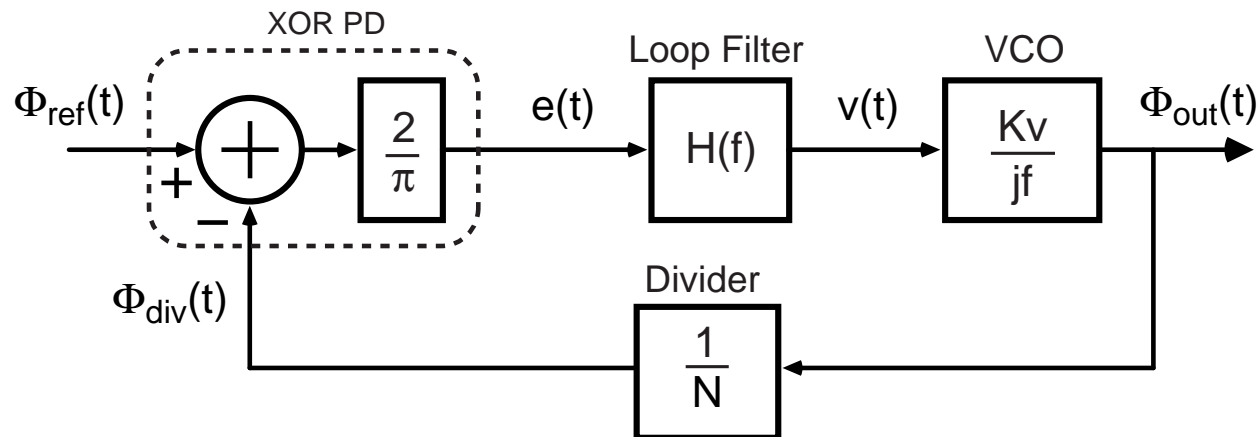 XOR PD
Loop Filter
VCO
Φref(t)
+
−
2
π
e(t)
H(f)
v(t)
Kv
jf
Φout(t)
Φdiv(t)
Divider
1
N